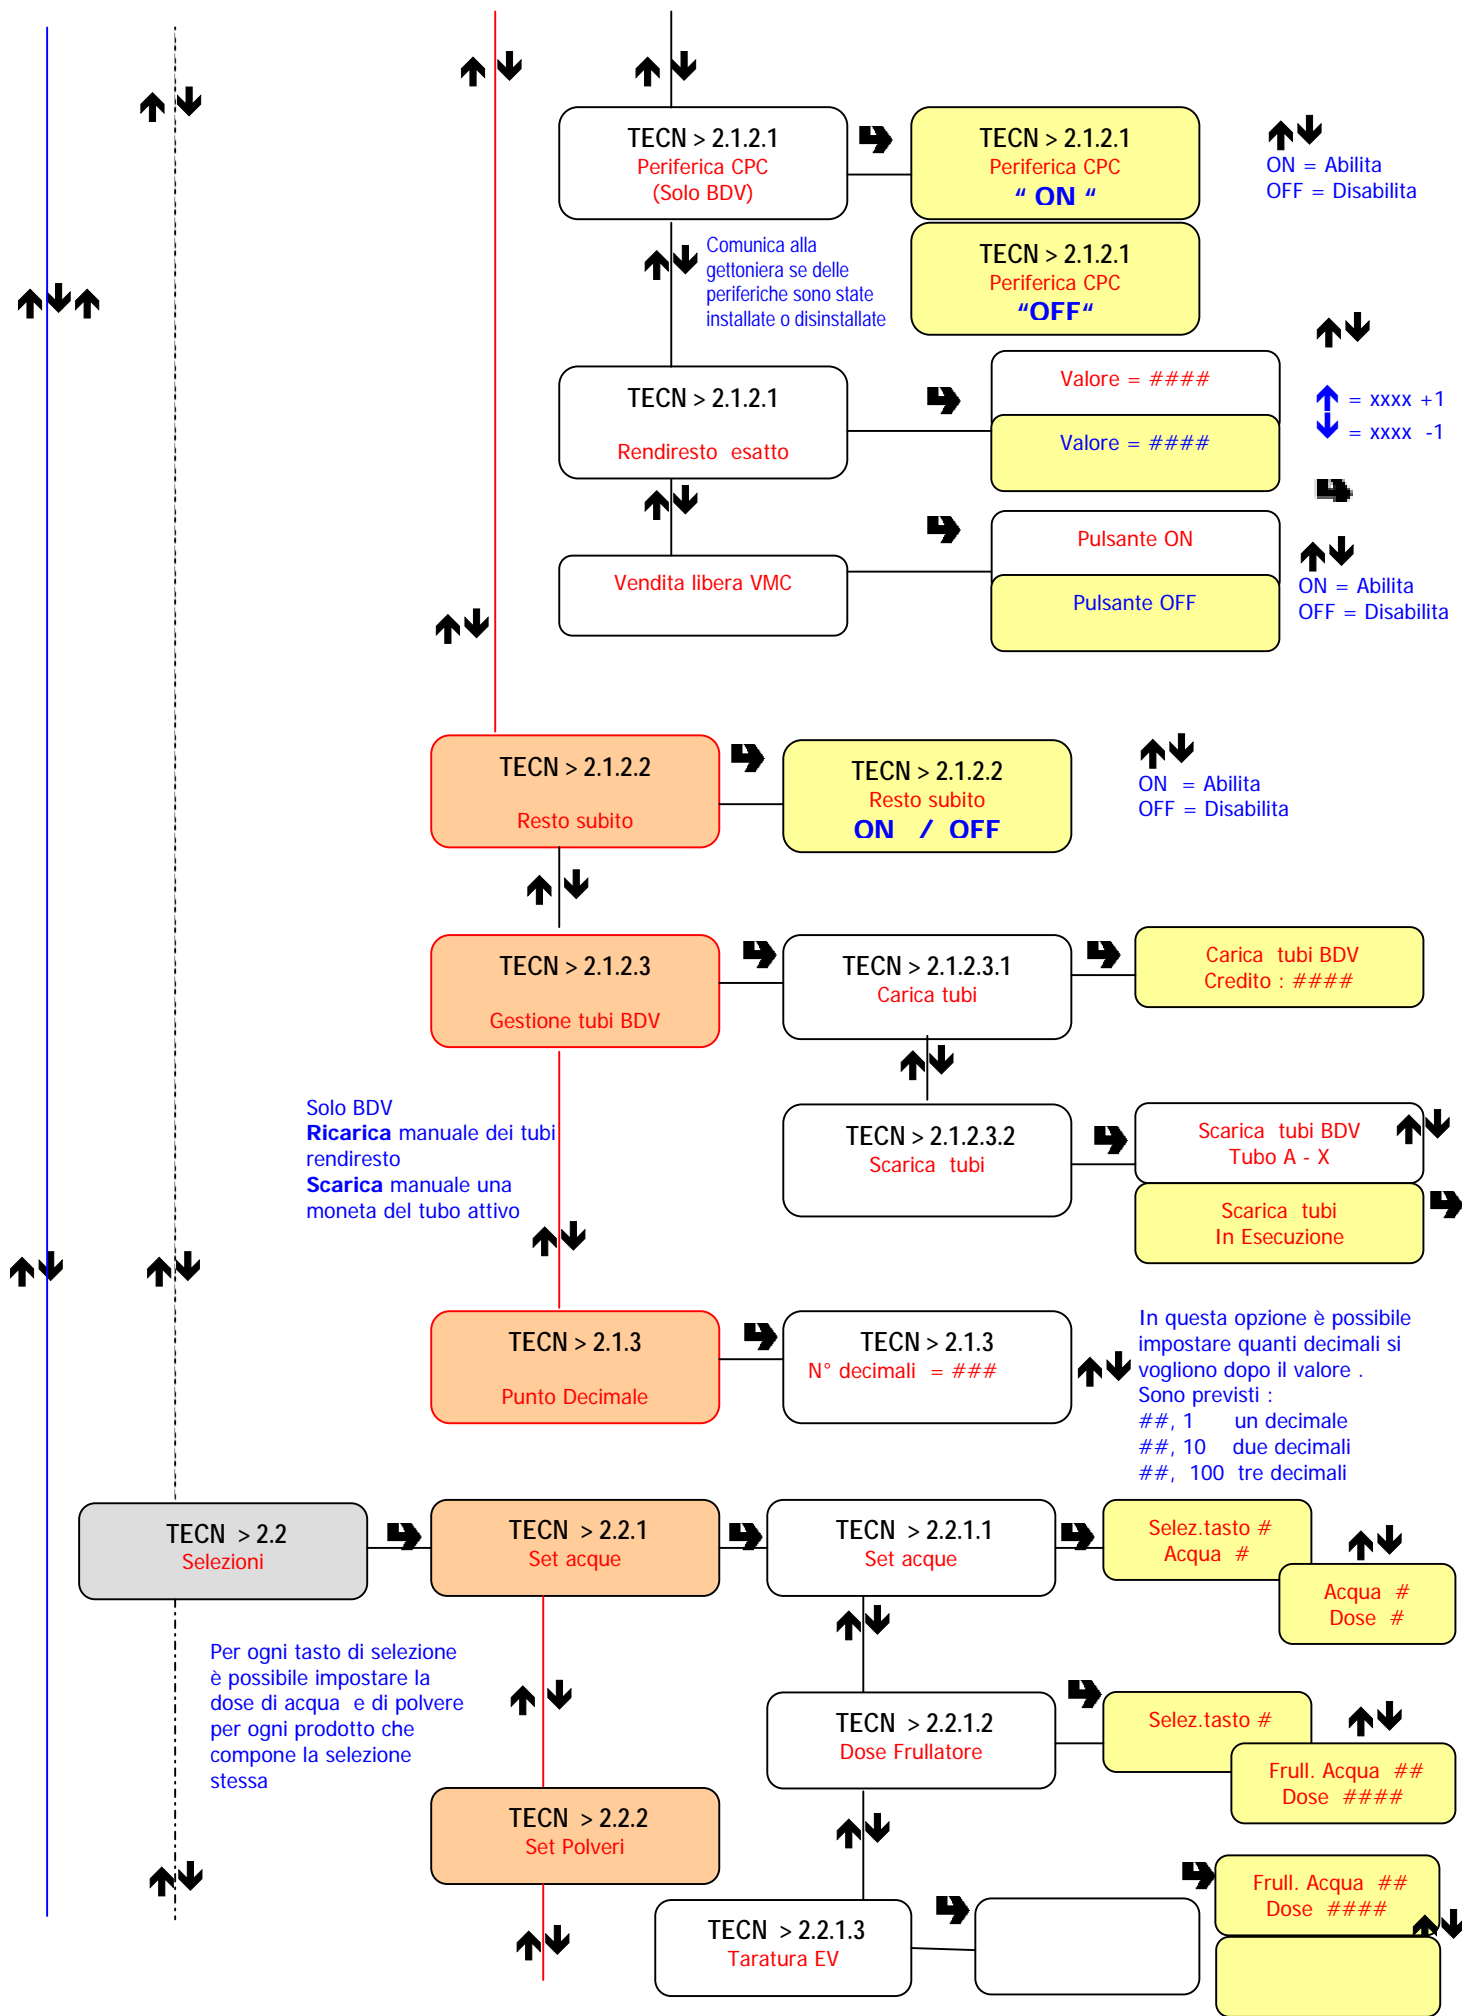 TECN > 2.1.2.1
Periferica CPC
(Solo BDV)
TECN > 2.1.2.1
Periferica CPC
“ ON “
ON = Abilita
OFF = Disabilita
Comunica alla
gettoniera se delle
periferiche sono state
installate o disinstallate
TECN > 2.1.2.1
Periferica CPC
“OFF“
TECN > 2.1.2.1
Rendiresto esatto
Valore = ####
Valore = ####
= xxxx +1
= xxxx -1
Vendita libera VMC
Pulsante ON
Pulsante OFF
ON = Abilita
OFF = Disabilita
TECN > 2.1.2.2
Resto subito
TECN > 2.1.2.2
Resto subito
ON / OFF
ON = Abilita
OFF = Disabilita
TECN > 2.1.2.3
Gestione tubi BDV
TECN > 2.1.2.3.1
Carica tubi
Carica tubi BDV
Credito : ####
Solo BDV
Ricarica manuale dei tubi
rendiresto
Scarica manuale una
moneta del tubo attivo
TECN > 2.1.2.3.2
Scarica tubi
Scarica tubi BDV
Tubo A - X
Scarica tubi
In Esecuzione
TECN > 2.1.3
Punto Decimale
TECN > 2.1.3
N° decimali = ###
In questa opzione è possibile
impostare quanti decimali si
vogliono dopo il valore .
Sono previsti :
##, 1 un decimale
##, 10 due decimali
##, 100 tre decimali
TECN > 2.2
Selezioni
TECN > 2.2.1
Set acque
TECN > 2.2.1.1
Set acque
Selez.tasto #
Acqua #
Acqua #
Dose #
Per ogni tasto di selezione
è possibile impostare la
dose di acqua e di polvere
per ogni prodotto che
compone la selezione
stessa
TECN > 2.2.1.2
Dose Frullatore
Selez.tasto #
Frull. Acqua ##
Dose ####
TECN > 2.2.2
Set Polveri
TECN > 2.2.1.3
Taratura EV
Frull. Acqua ##
Dose ####